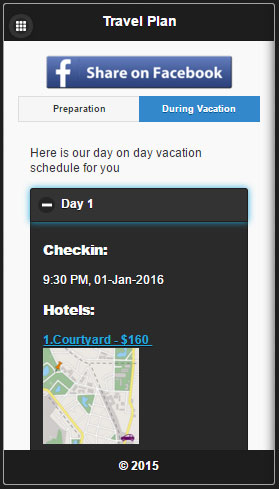 Travel Plan
f Share on Facebook
Preparation
During Vacation
Here is our day on day vacation
schedule for you
Day 1
Checkin:
9:30 PM, 01-Jan-2016
Hotels:
1.Courtyard - $160
© 2015